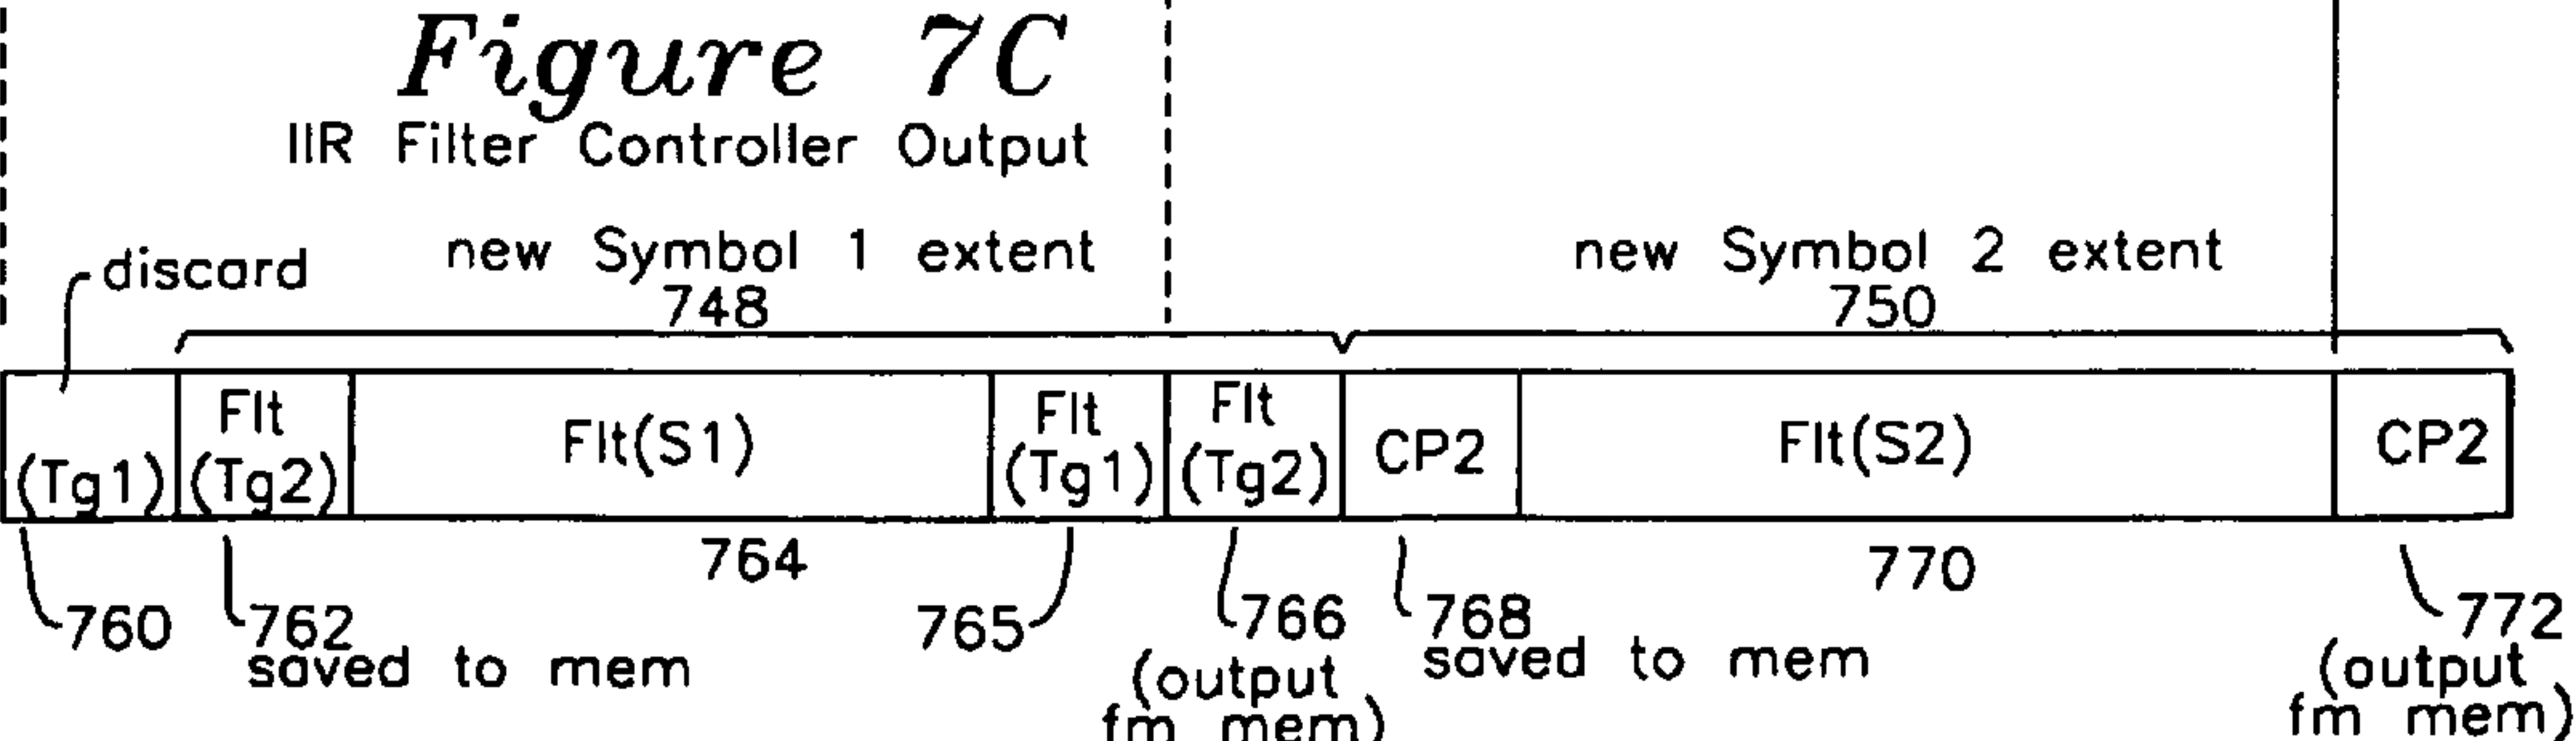 Figure 7C
IIR Filter Controller Output
discard
new Symbol 1 extent
748
new Symbol 2 extent
750
(Tg1)
Flt
(Tg2)
Flt(S1)
Flt
(Tg1)
Flt
(Tg2)
CP2
Flt(S2)
CP2
760
762
saved to mem
764
765
766
(output
fm mem)
768
saved to mem
770
772
(output
fm mem)